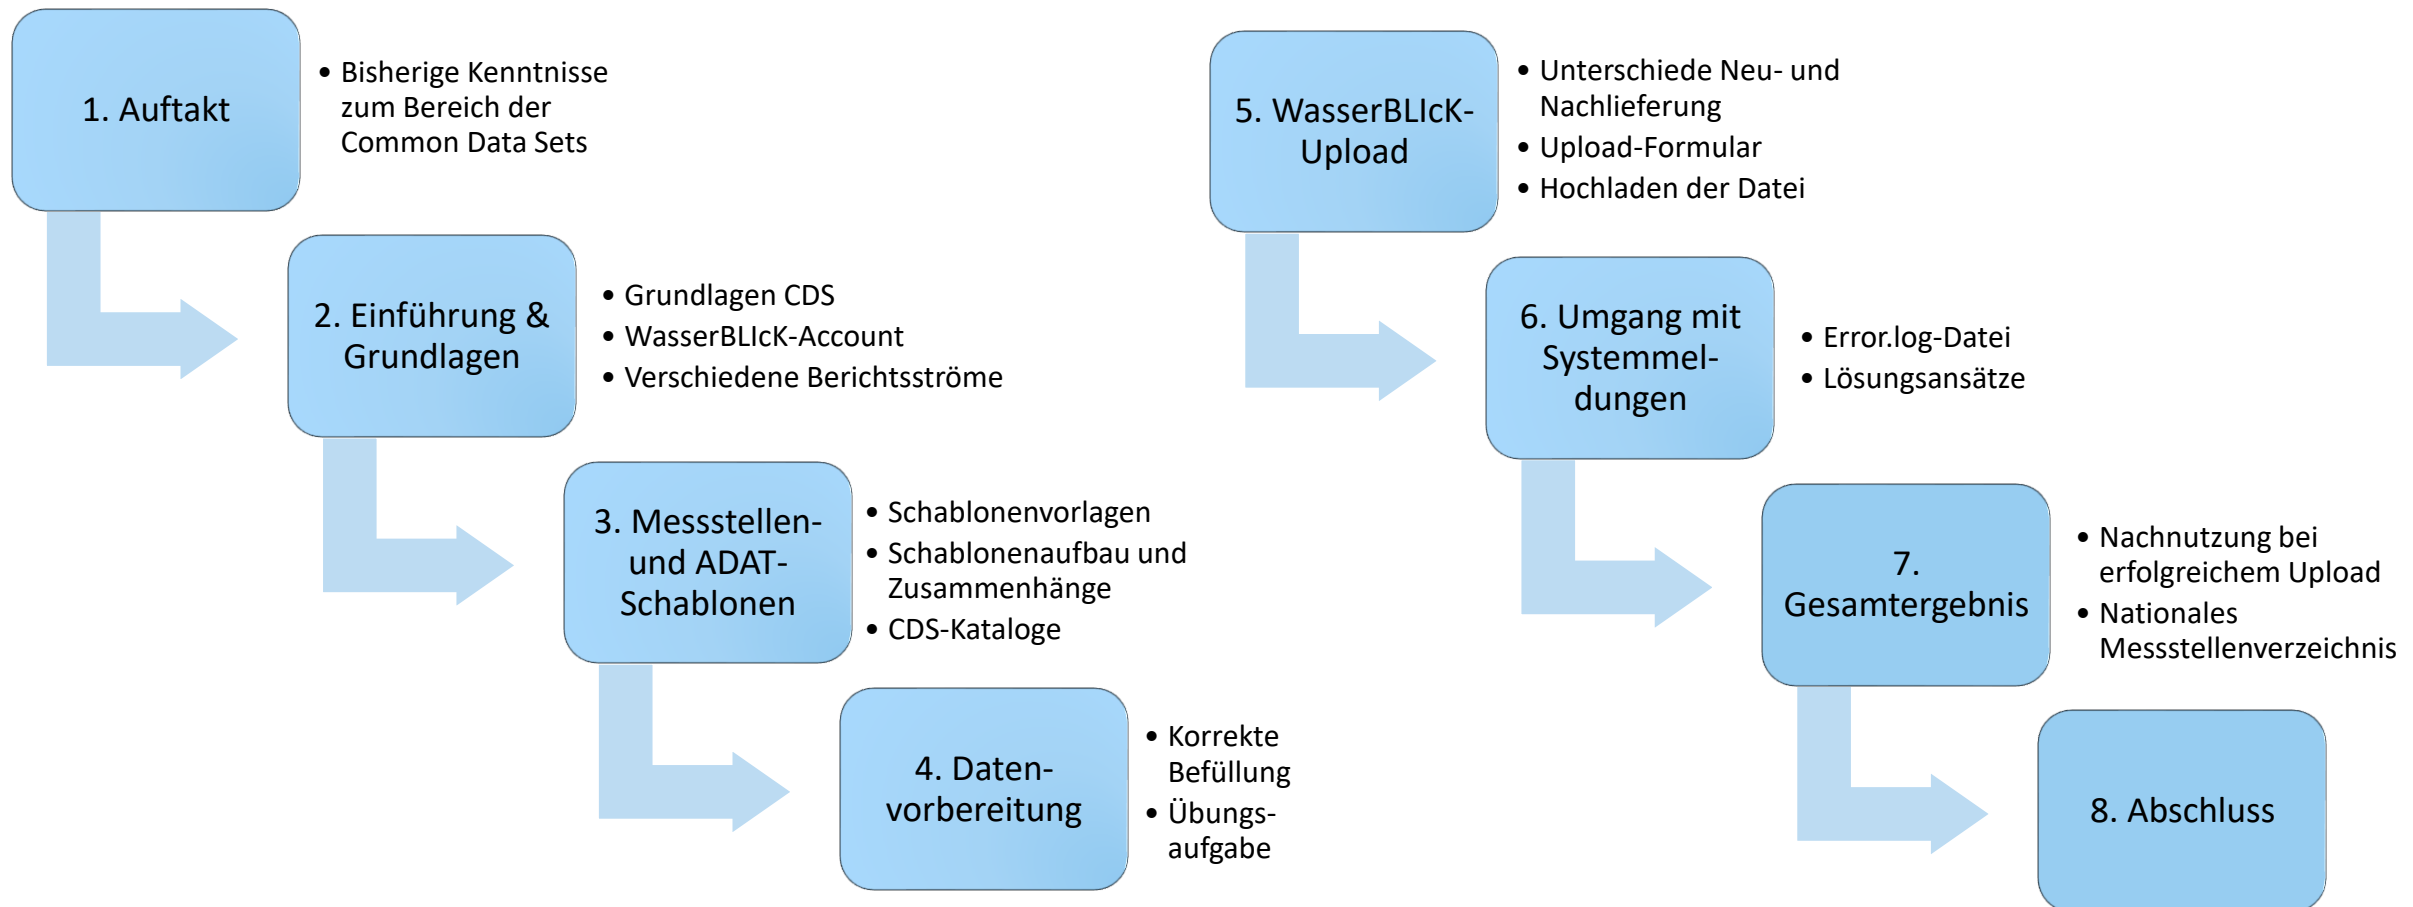 1. Auftakt
• Bisherige Kenntnisse
zum Bereich der
Common Data Sets
2. Einführung &
Grundlagen
• Grundlagen CDS
• WasserBLIcK-Account
• Verschiedene Berichtsströme
3. Messstellen-
und ADAT-
Schablonen
• Schablonenvorlagen
• Schablonenaufbau und
Zusammenhänge
• CDS-Kataloge
4. Daten-
vorbereitung
• Korrekte
Befüllung
• Übungs-
aufgabe
5. WasserBLIcK-
Upload
• Unterschiede Neu- und
Nachlieferung
• Upload-Formular
• Hochladen der Datei
6. Umgang mit
Systemmel-
dungen
• Error.log-Datei
• Lösungsansätze
7.
Gesamtergebnis
• Nachnutzung bei
erfolgreichem Upload
• Nationales
Messstellenverzeichnis
8. Abschluss